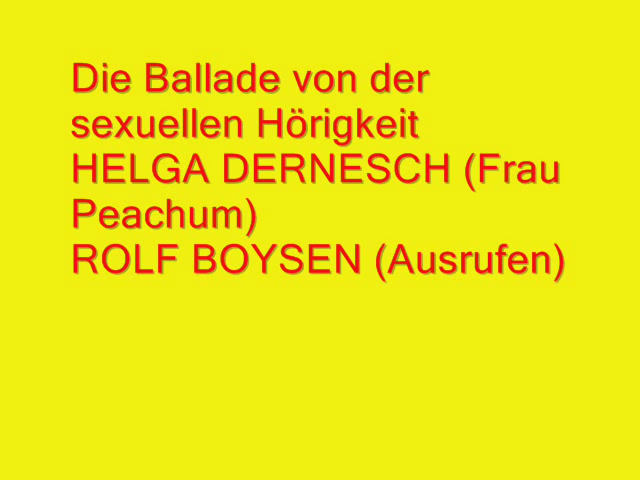 Die Ballade von der
sexuellen Hörigkeit
HELGA DERNESCH (Frau
Peachum)
ROLF BOYSEN (Ausrufen)